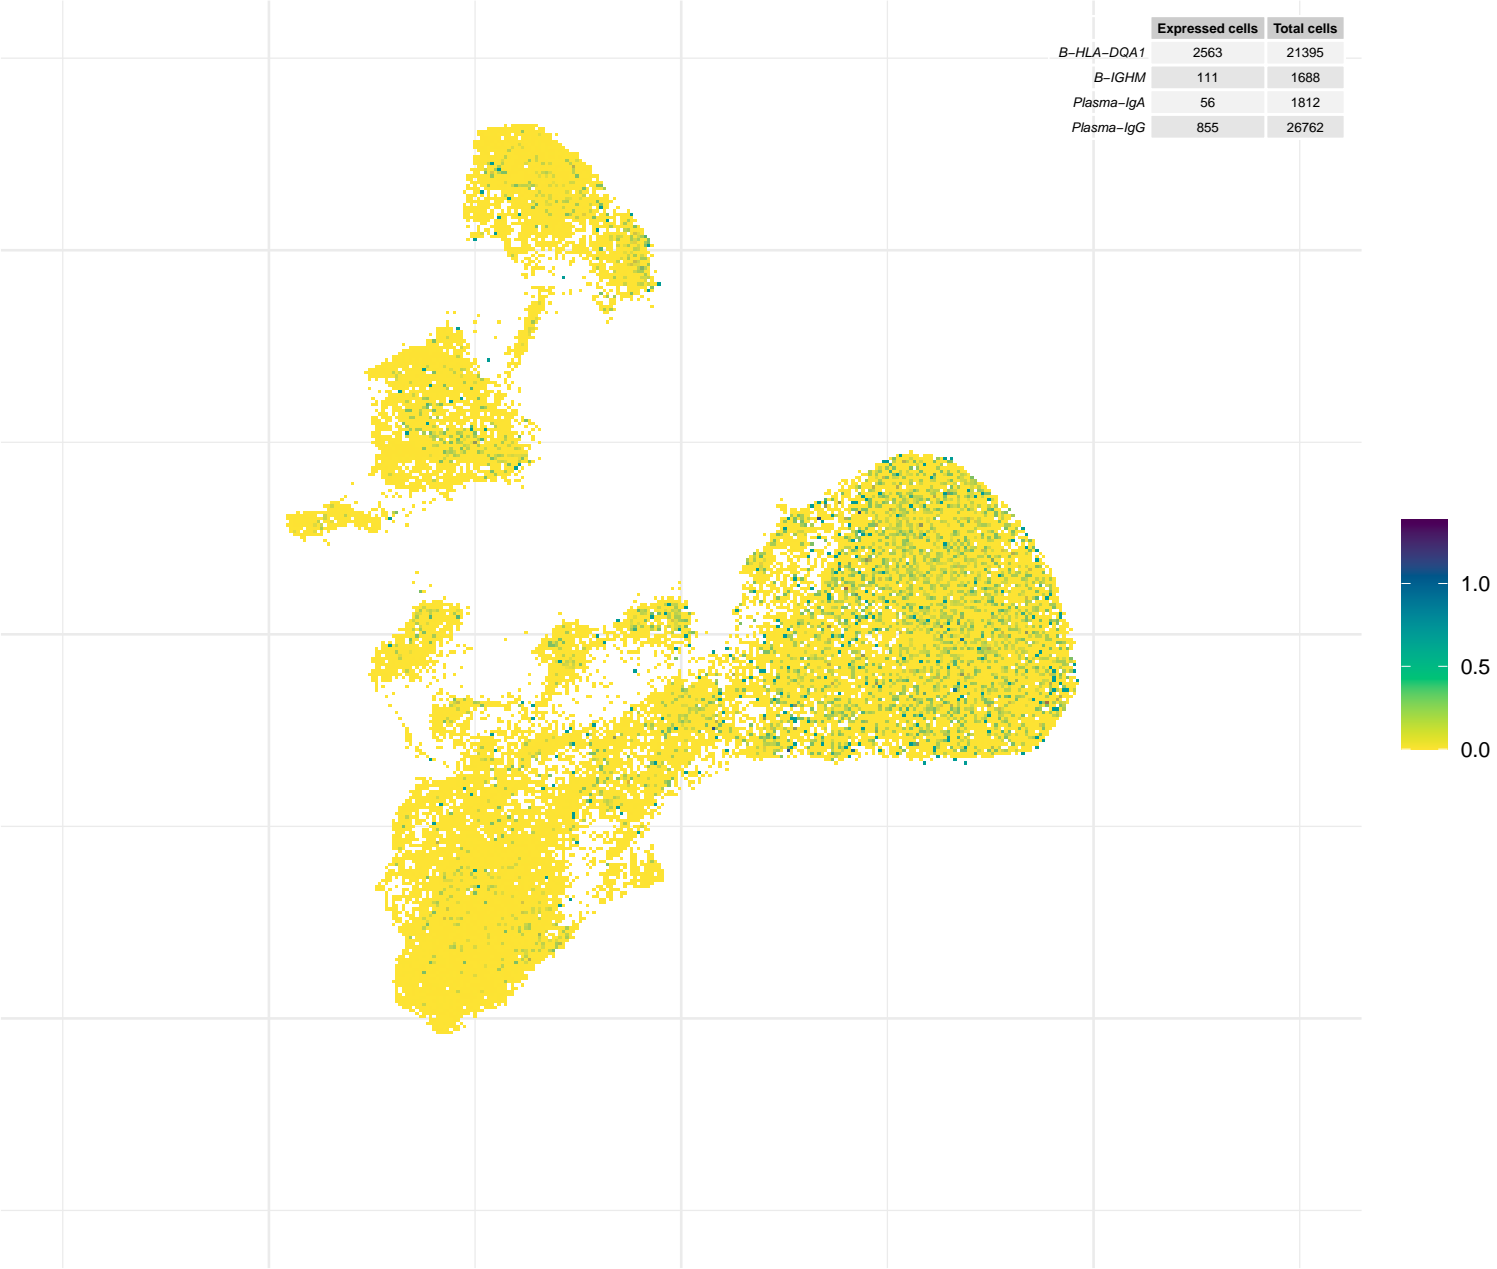 Expressed cells Total cells
B−HLA−DQA1 2563 21395
B−IGHM 111 1688
Plasma−IgA 56 1812
Plasma−IgG 855 26762
1.0
0.5
0.0